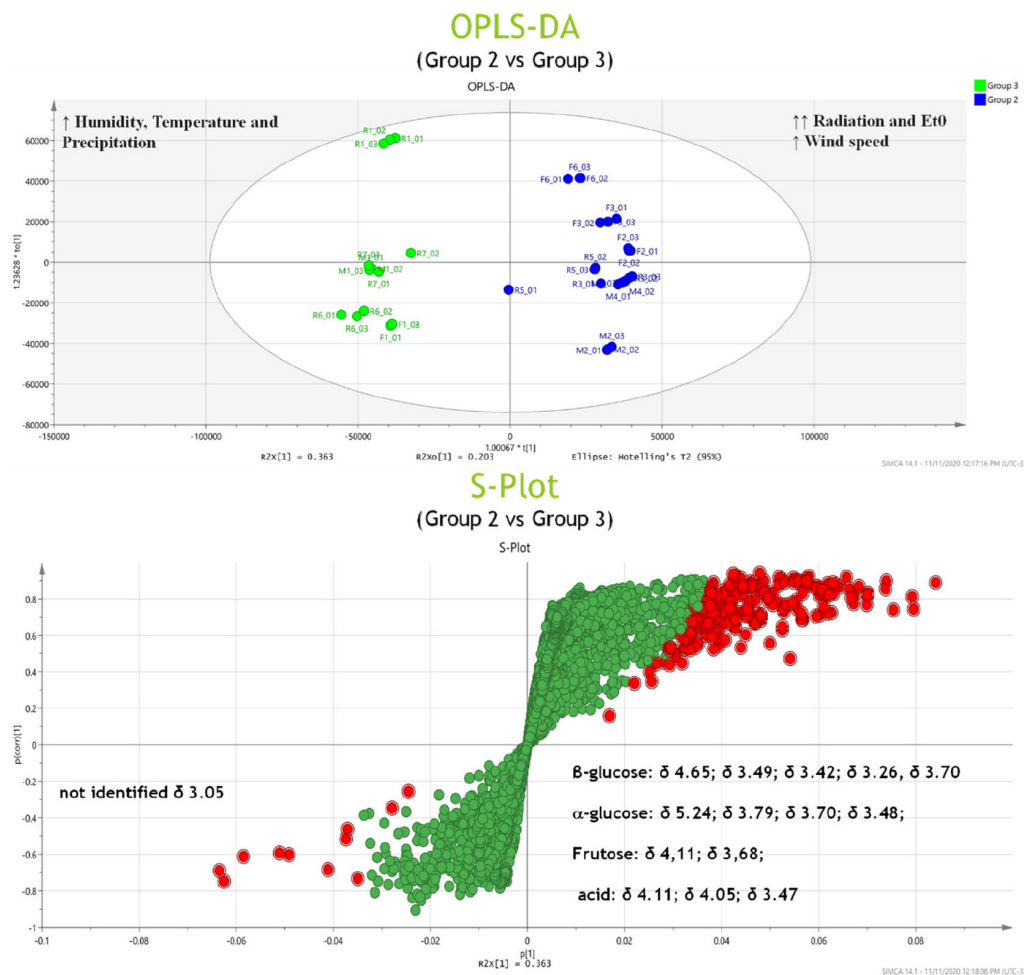 OPLS-DA
(Group 2 vs Group 3)
OPLS-DA
Group 3
Group 2
↑ Humidity, Temperature and
Precipitation
↑↑ Radiation and Et0
↑ Wind speed
R1_02
R1_01
R1_03
F6_03
F6_01
F6_02
F3_01
F3_02
F2_03
F2_01
F2_02
R7_02
M1_03
R7_01
R5_02
R5_03
R3_01
M4_02
M4_01
R5_01
R6_01
R6_02
R6_03
F1_03
F1_01
M2_03
M2_01
M2_02
1.23628 * to[1]
60000
40000
20000
0
-20000
-40000
-60000
-80000
-150000
-100000
-50000
0
50000
100000
1.00067 * t[1]
R2X[1] = 0.363
R2Xo[1] = 0.203
Ellipse: Hotelling's T2 (95%)
SIMCA 14.1 - 11/11/2020 12:17:16 PM (UTC-3
S-Plot
(Group 2 vs Group 3)
S-Plot
p(corr)[1]
0.8
0.6
0.4
0.2
0
-0.2
-0.4
-0.6
-0.8
-1
not identified δ 3.05
β-glucose: δ 4.65; δ 3.49; δ 3.42; δ 3.26, δ 3.70
α-glucose: δ 5.24; δ 3.79; δ 3.70; δ 3.48;
Frutose: δ 4,11; δ 3,68;
acid: δ 4.11; δ 4.05; δ 3.47
-0.1
-0.08
-0.06
-0.04
-0.02
0
0.02
0.04
0.06
0.08
p[1]
R2X[1] = 0.363
SIMCA 14.1 - 11/11/2020 12:18:08 PM (UTC-3